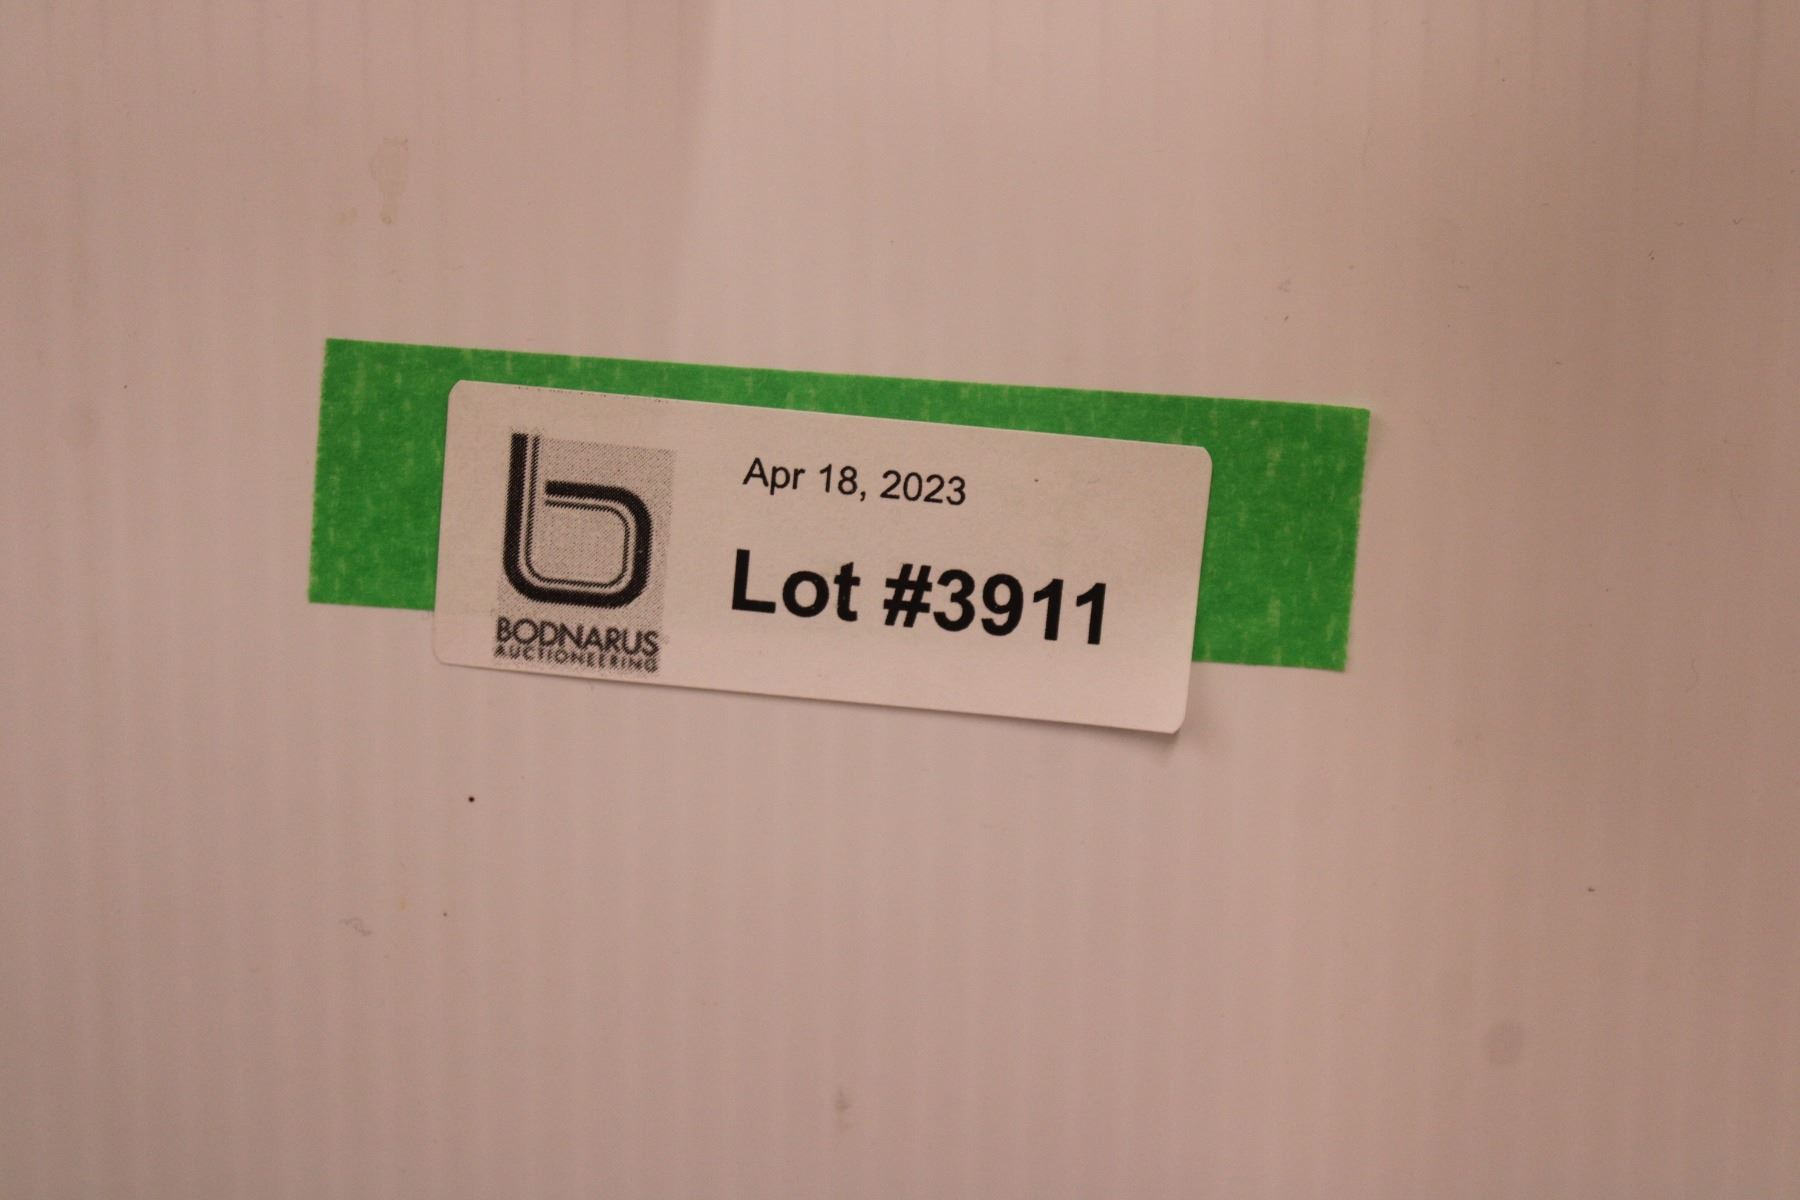 BODNARUS
AUCTIONEERING
Apr 18, 2023
Lot #3911